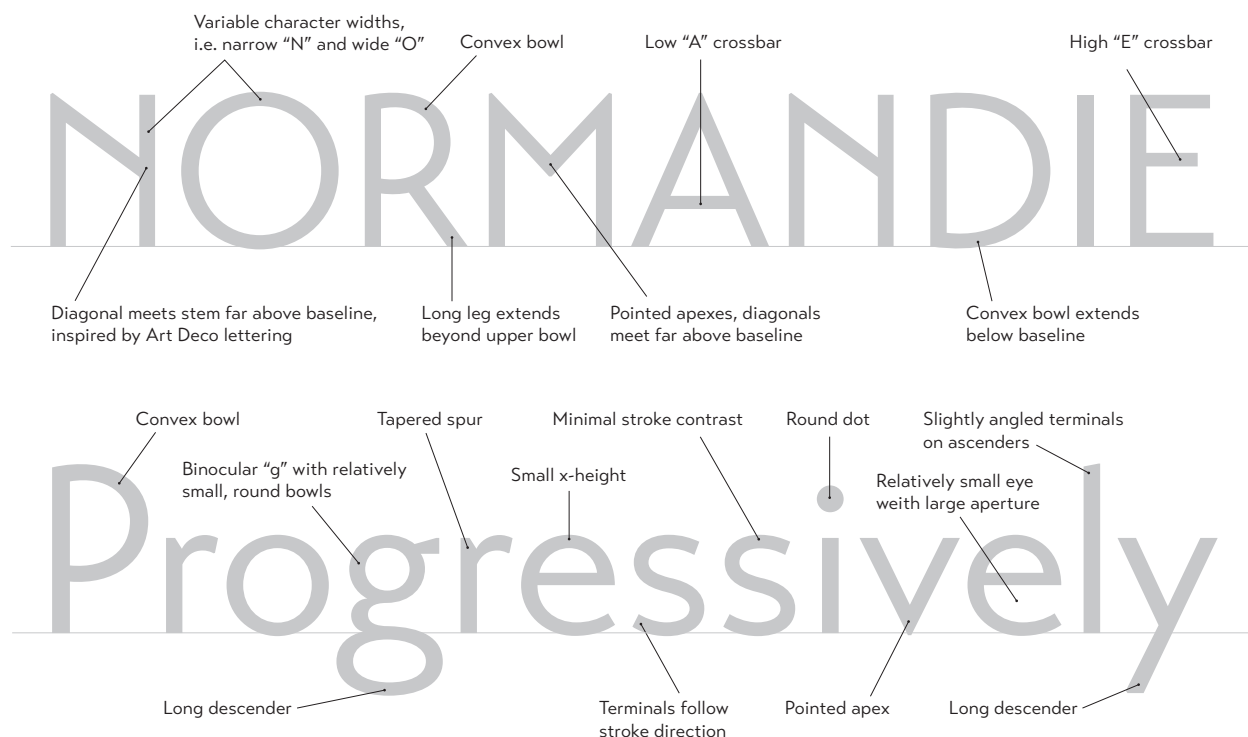 Variable character widths,
i.e. narrow “N” and wide “O”
Convex bowl
Low “A” crossbar
High “E” crossbar
NORMANDIE
Diagonal meets stem far above baseline,
inspired by Art Deco lettering
Long leg extends
beyond upper bowl
Pointed apexes, diagonals
meet far above baseline
Convex bowl extends
below baseline
Convex bowl
Tapered spur
Minimal stroke contrast
Round dot
Slightly angled terminals
on ascenders
Binocular “g” with relatively
small, round bowls
Small x-height
Relatively small eye
weith large aperture
Progressively
Long descender
Terminals follow
stroke direction
Pointed apex
Long descender